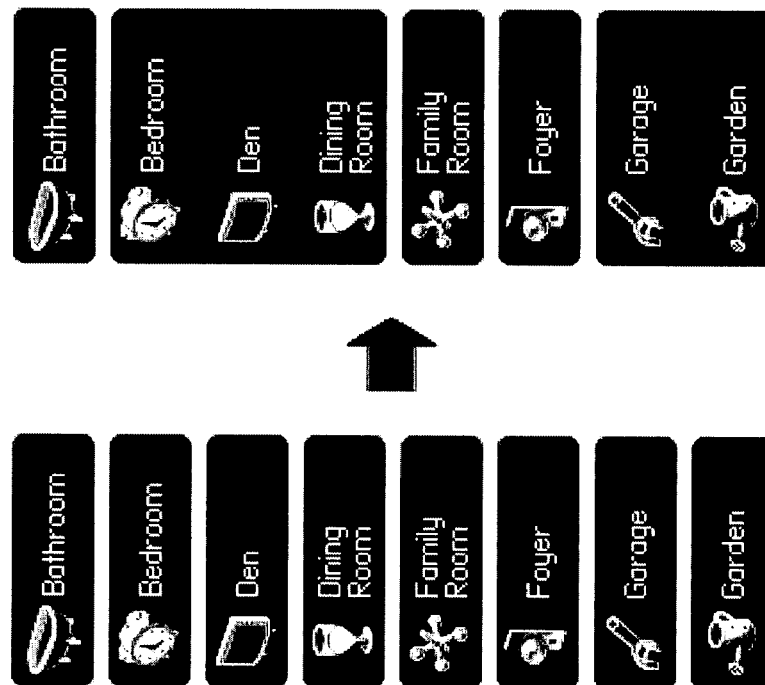 Bathroom
Bedroom
Den
Dining
Room
Family
Room
Foyer
Garage
Garden
Bathroom
Bedroom
Den
Dining
Room
Family
Room
Foyer
Garage
Garden